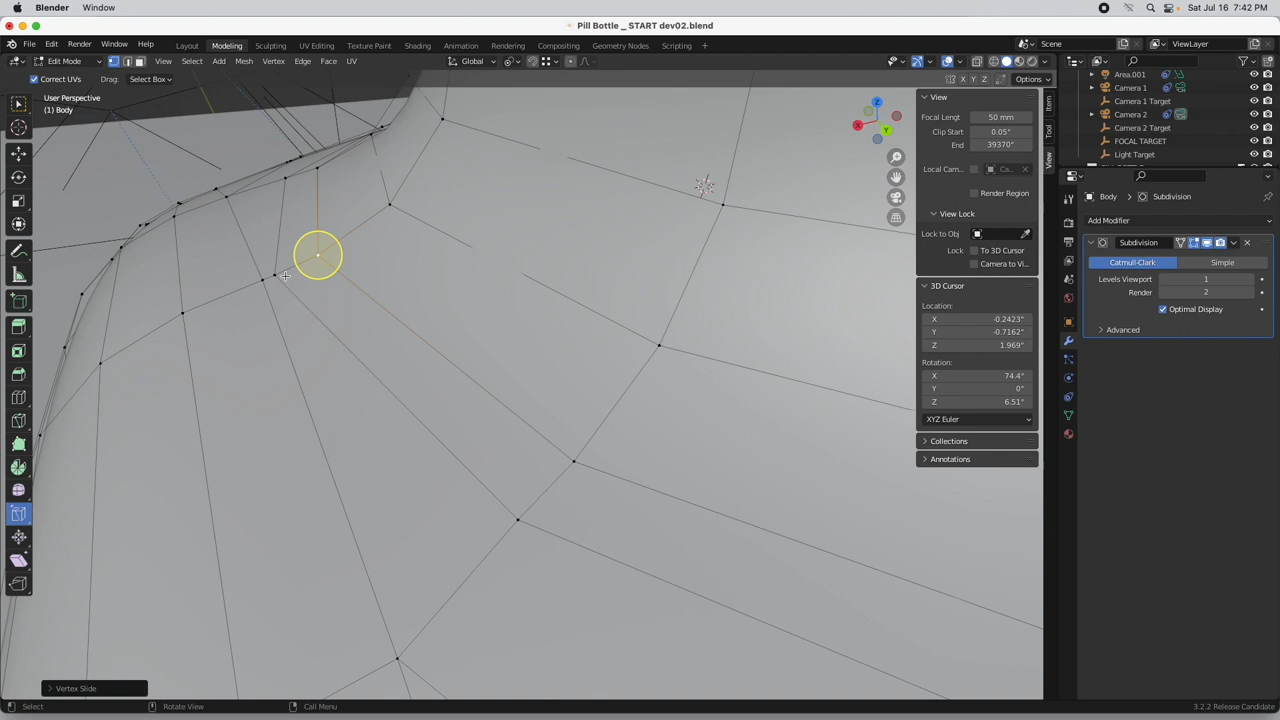 Blender Window Sat Jul 16 7:42 PM
Pill Bottle _ START dev02.blend
File Edit Render Window Help Layout Modeling Sculpting UV Editing Texture Paint Shading Animation Rendering Compositing Geometry Nodes Scripting + Scene ViewLayer
Edit Mode View Select Add Mesh Vertex Edge Face UV Global
Correct UVs Drag: Select Box X Y Z Options
User Perspective
(1) Body
Z
X
Y
View
Focal Lengt 50 mm
Clip Start 0.05"
End 39370"
Local Cam... Ca...
Render Region
View Lock
Lock to Obj
Lock To 3D Cursor
Camera to Vi...
3D Cursor
Location:
X -0.2423"
Y -0.7162"
Z 1.969"
Rotation:
X 74.4°
Y 0°
Z 6.51°
XYZ Euler
Collections
Annotations
Item
Tool
View
Area.001
Camera 1
Camera 1 Target
Camera 2
Camera 2 Target
FOCAL TARGET
Light Target
Body Subdivision
Add Modifier
Subdivision
Catmull-Clark Simple
Levels Viewport 1
Render 2
Optimal Display
Advanced
Vertex Slide
Select Rotate View Call Menu 3.2.2 Release Candidate